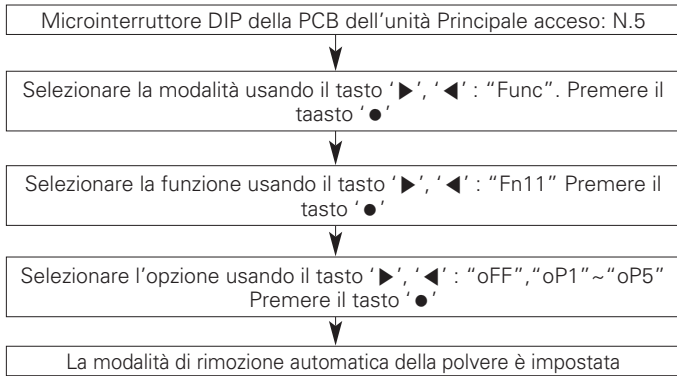 Microinterruttore DIP della PCB dell'unità Principale acceso: N.5
Selezionare la modalità usando il tasto ‘▶’, ‘◀’ : “Func”. Premere il
taasto ‘●’
Selezionare la funzione usando il tasto ‘▶’, ‘◀’ : “Fn11” Premere il
tasto ‘●’
Selezionare l'opzione usando il tasto ‘▶’, ‘◀’ : “oFF”,“oP1”~“oP5”
Premere il tasto ‘●’
La modalità di rimozione automatica della polvere è impostata